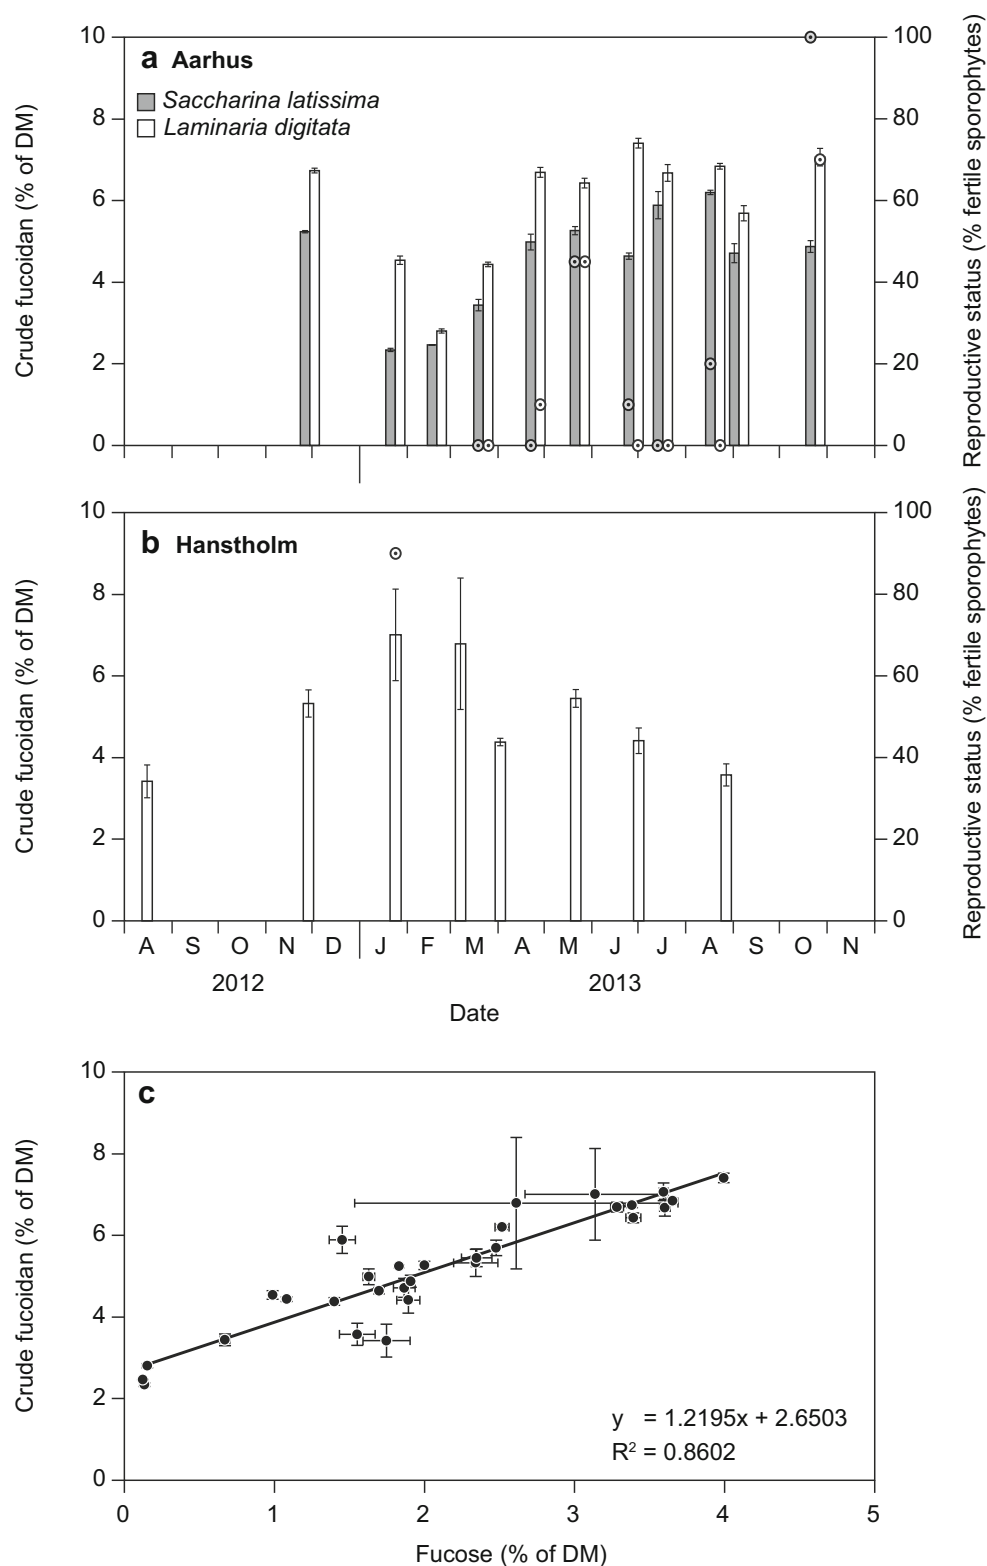 a Aarhus
Saccharina latissima
Laminaria digitata
Crude fucoidan (% of DM)
10
8
6
4
2
0
Reproductive status (% fertile sporophytes)
100
80
60
40
20
0
b Hanstholm
Crude fucoidan (% of DM)
10
8
6
4
2
0
Reproductive status (% fertile sporophytes)
100
80
60
40
20
0
A S O N D J F M A M J J A S O N
2012 2013
Date
c
Crude fucoidan (% of DM)
10
8
6
4
2
0
y = 1.2195x + 2.6503
R² = 0.8602
0 1 2 3 4 5
Fucose (% of DM)